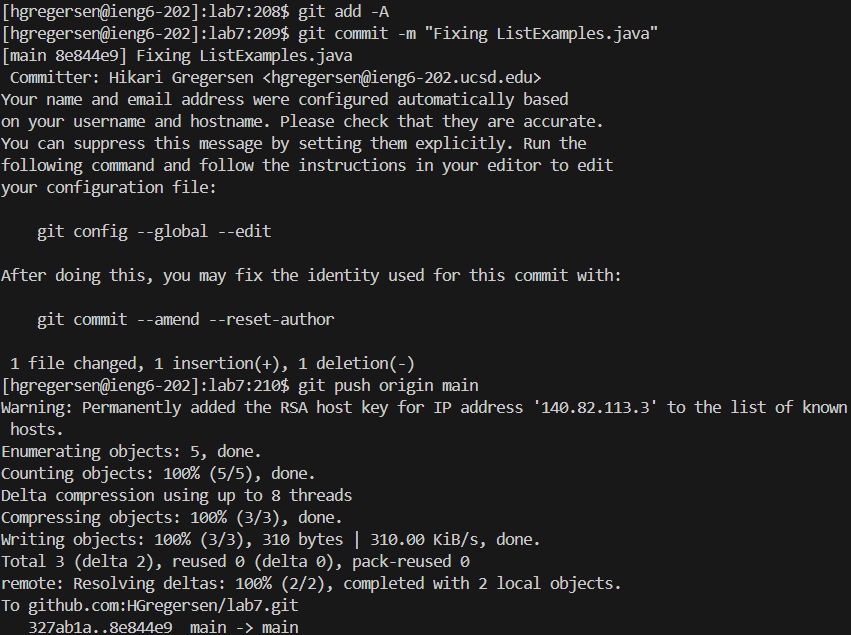 [hgregersen@ieng6-202]:lab7:208$ git add -A
[hgregersen@ieng6-202]:lab7:209$ git commit -m "Fixing ListExamples.java"
[main 8e844e9] Fixing ListExamples.java
 Committer: Hikari Gregersen <hgregersen@ieng6-202.ucsd.edu>
Your name and email address were configured automatically based
on your username and hostname. Please check that they are accurate.
You can suppress this message by setting them explicitly. Run the
following command and follow the instructions in your editor to edit
your configuration file:

    git config --global --edit

After doing this, you may fix the identity used for this commit with:

    git commit --amend --reset-author

 1 file changed, 1 insertion(+), 1 deletion(-)
[hgregersen@ieng6-202]:lab7:210$ git push origin main
Warning: Permanently added the RSA host key for IP address '140.82.113.3' to the list of known
 hosts.
Enumerating objects: 5, done.
Counting objects: 100% (5/5), done.
Delta compression using up to 8 threads
Compressing objects: 100% (3/3), done.
Writing objects: 100% (3/3), 310 bytes | 310.00 KiB/s, done.
Total 3 (delta 2), reused 0 (delta 0), pack-reused 0
remote: Resolving deltas: 100% (2/2), completed with 2 local objects.
To github.com:HGregersen/lab7.git
   327ab1a..8e844e9  main -> main